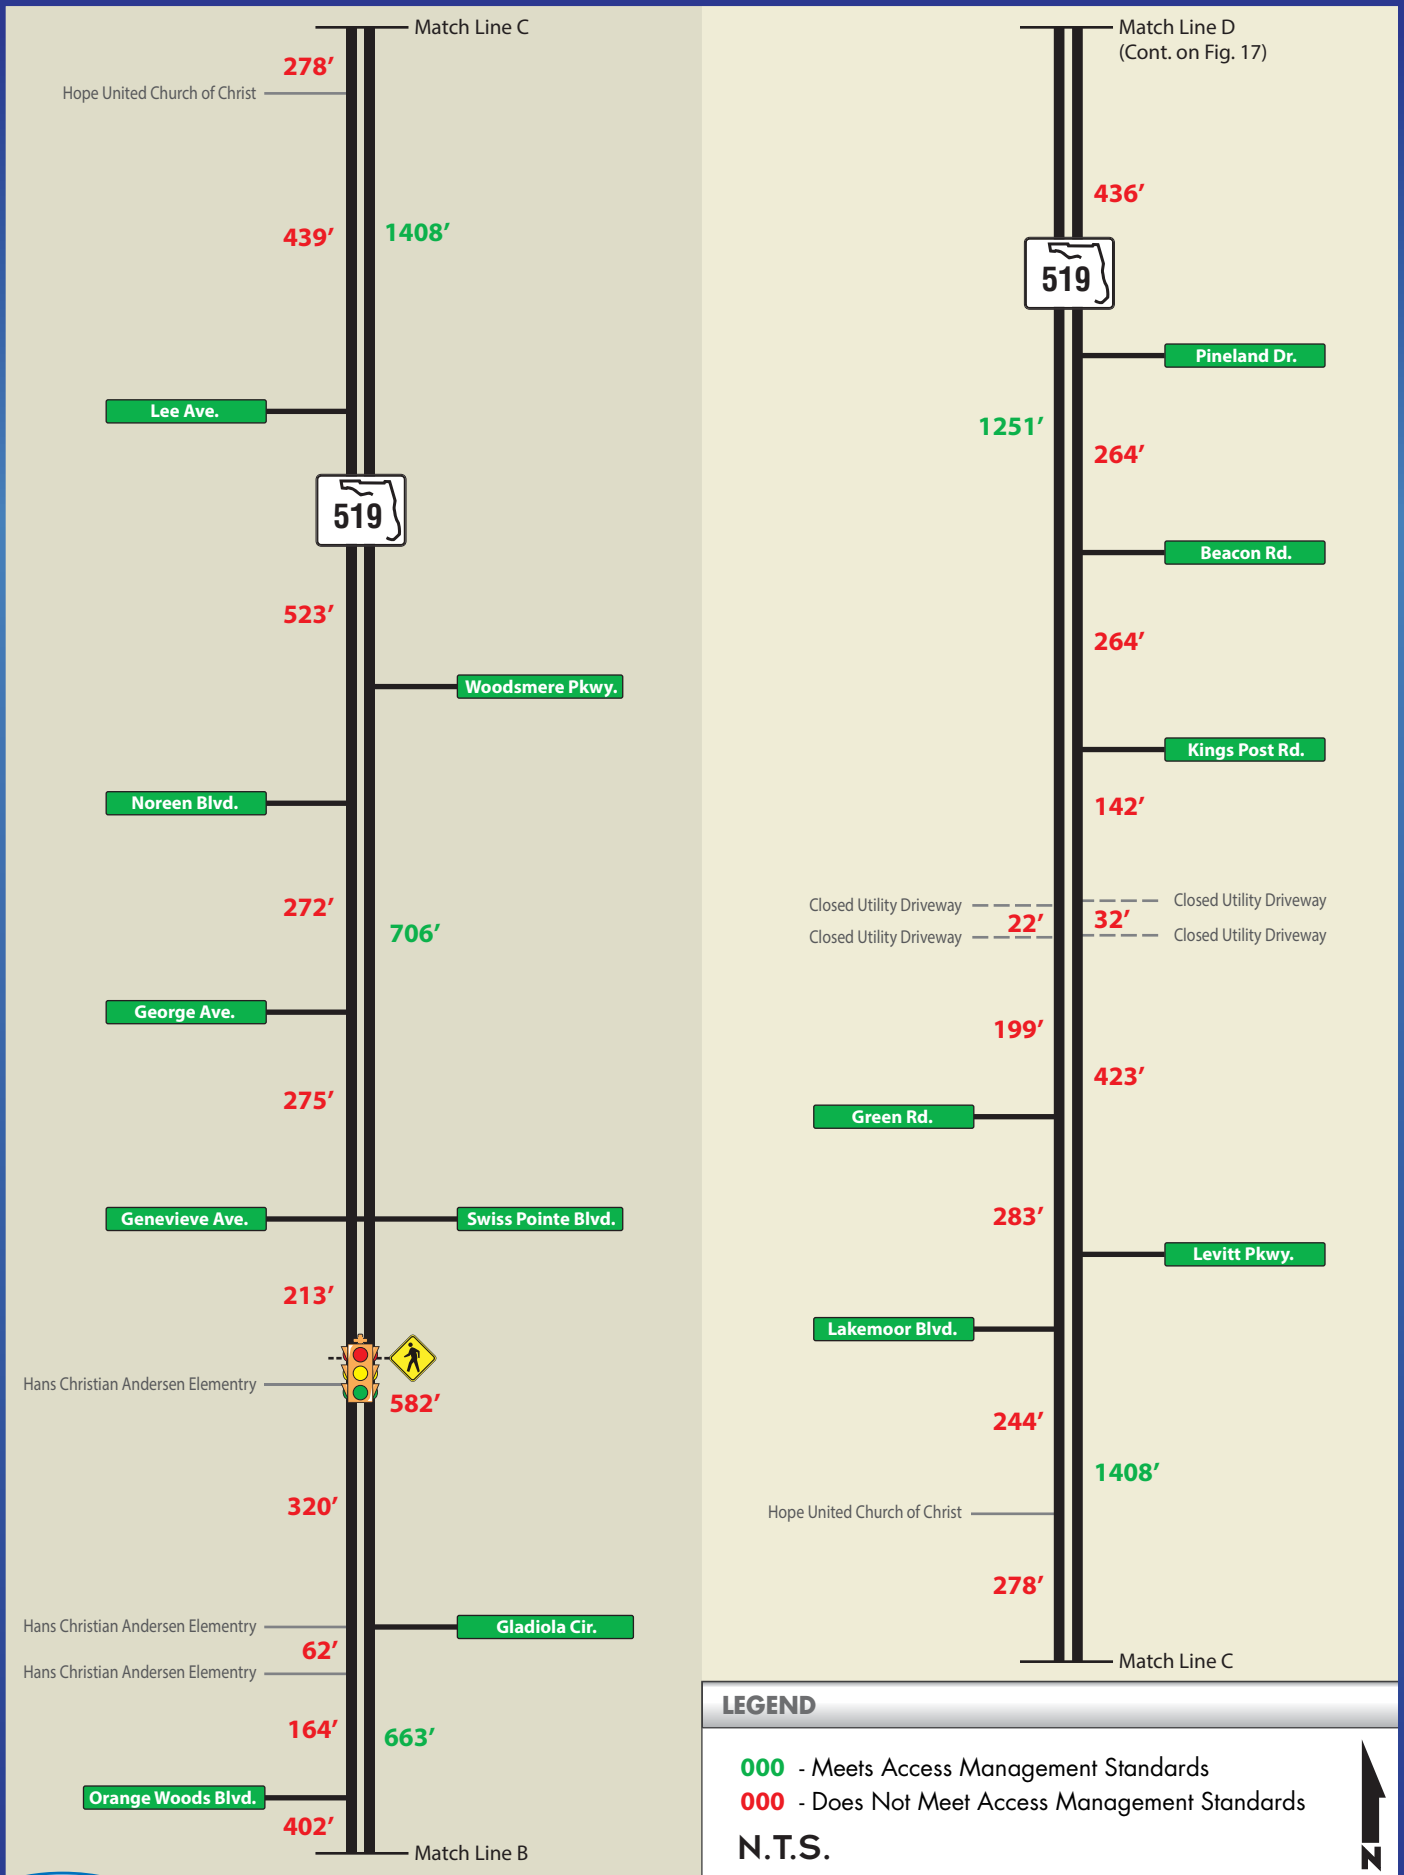 Match Line C
278’
Hope United Church of Christ
439’
1408’
Lee Ave.
519
523’
Woodsmere Pkwy.
Noreen Blvd.
272’
706’
George Ave.
275’
Genevieve Ave.
Swiss Pointe Blvd.
213’
Hans Christian Andersen Elementry
582’
320’
Hans Christian Andersen Elementry
Gladiola Cir.
62’
Hans Christian Andersen Elementry
164’
663’
Orange Woods Blvd.
402’
Match Line B
Match Line D
(Cont. on Fig. 17)
436’
519
Pineland Dr.
1251’
264’
Beacon Rd.
264’
Kings Post Rd.
142’
Closed Utility Driveway
Closed Utility Driveway
22’
32’
Closed Utility Driveway
Closed Utility Driveway
199’
423’
Green Rd.
283’
Levitt Pkwy.
Lakemoor Blvd.
244’
1408’
Hope United Church of Christ
278’
Match Line C
LEGEND
000 - Meets Access Management Standards
000 - Does Not Meet Access Management Standards
N.T.S.
N